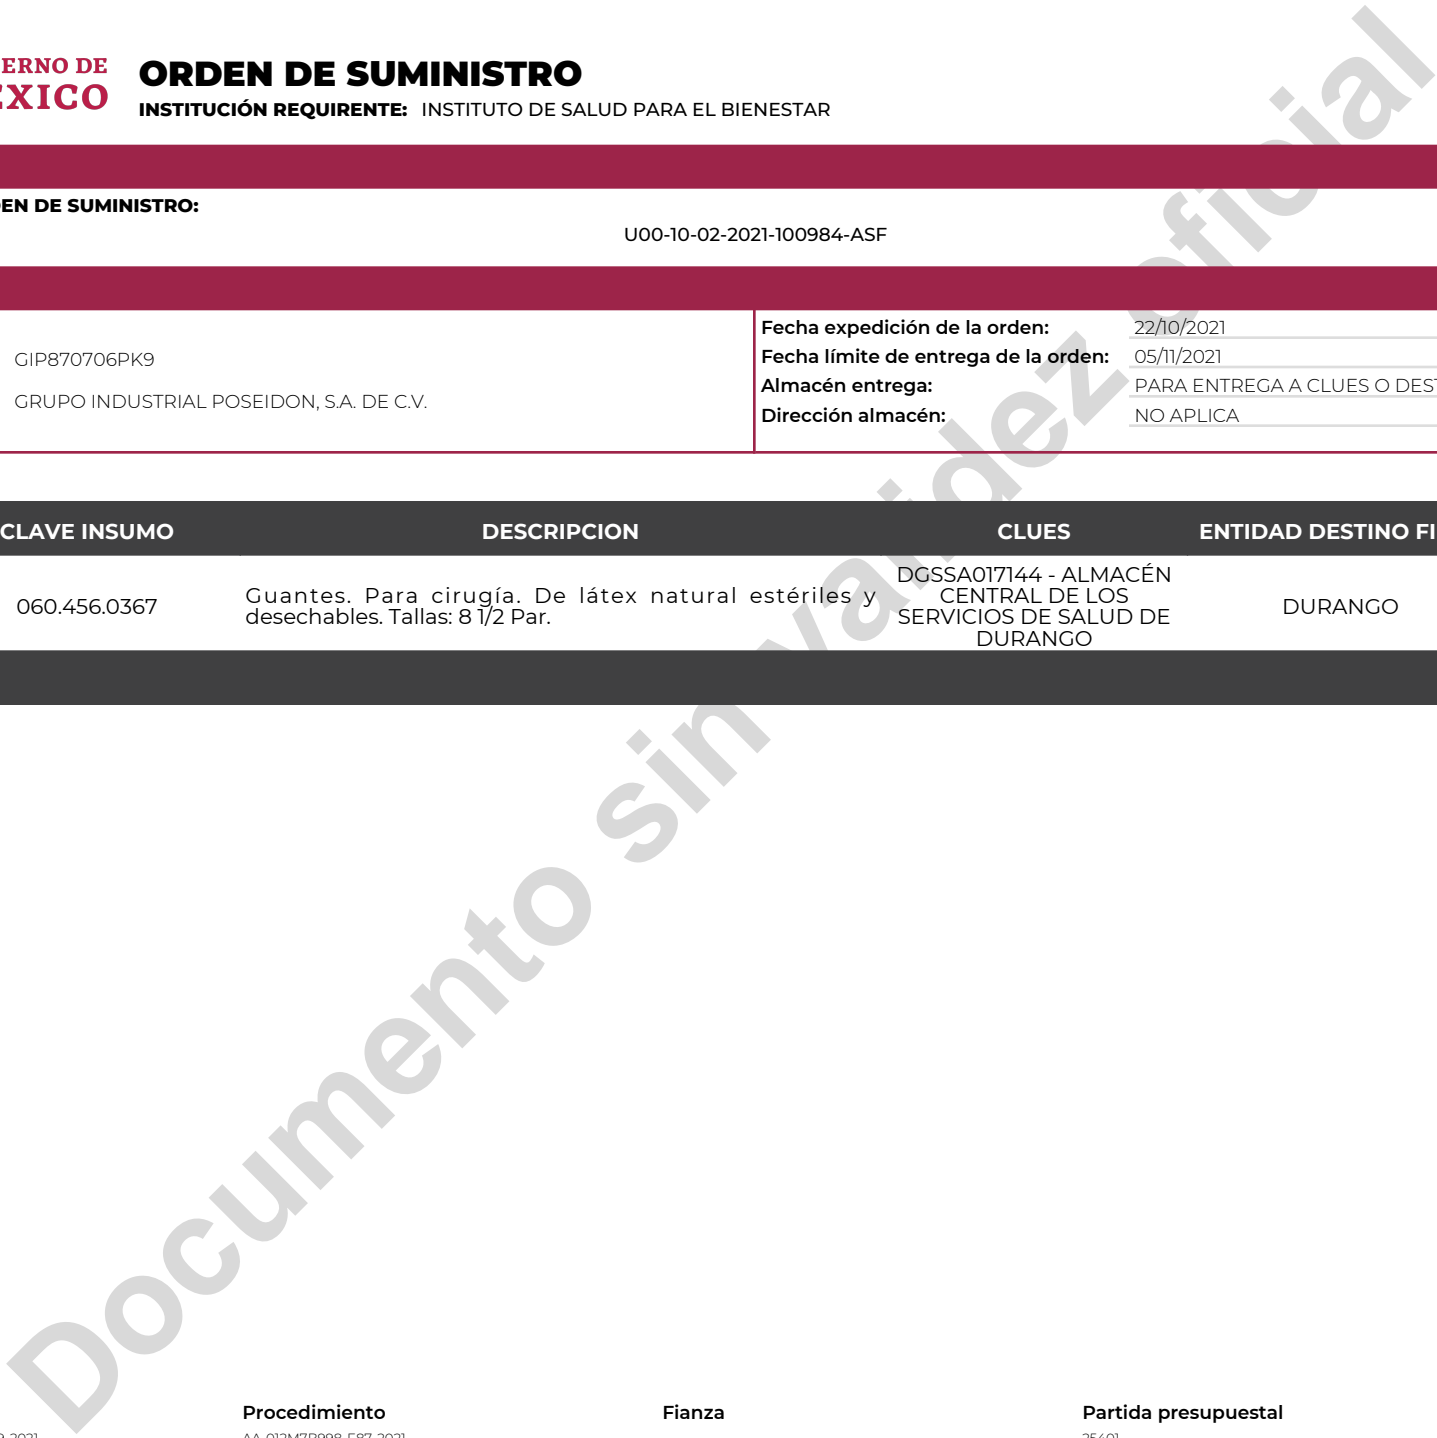 ERNO DE
ORDEN DE SUMINISTRO
INSTITUCIÓN REQUIRENTE: INSTITUTO DE SALUD PARA EL BIENESTAR
EN DE SUMINISTRO:
U00-10-02-2021-100984-ASF
GIP870706PK9
GRUPO INDUSTRIAL POSEIDON, S.A. DE C.V.
Fecha expedición de la orden: 22/10/2021
Fecha límite de entrega de la orden: 05/11/2021
Almacén entrega: PARA ENTREGA A CLUES O DES
Dirección almacén: NO APLICA
CLAVE INSUMO DESCRIPCION CLUES ENTIDAD DESTINO FI
060.456.0367
Guantes. Para cirugía. De látex natural estériles y
desechables. Tallas: 8 1/2 Par.
DGSSA017144 - ALMACÉN
CENTRAL DE LOS
SERVICIOS DE SALUD DE
DURANGO
DURANGO
Documento sin validez oficial
Procedimiento Fianza Partida presupuestal